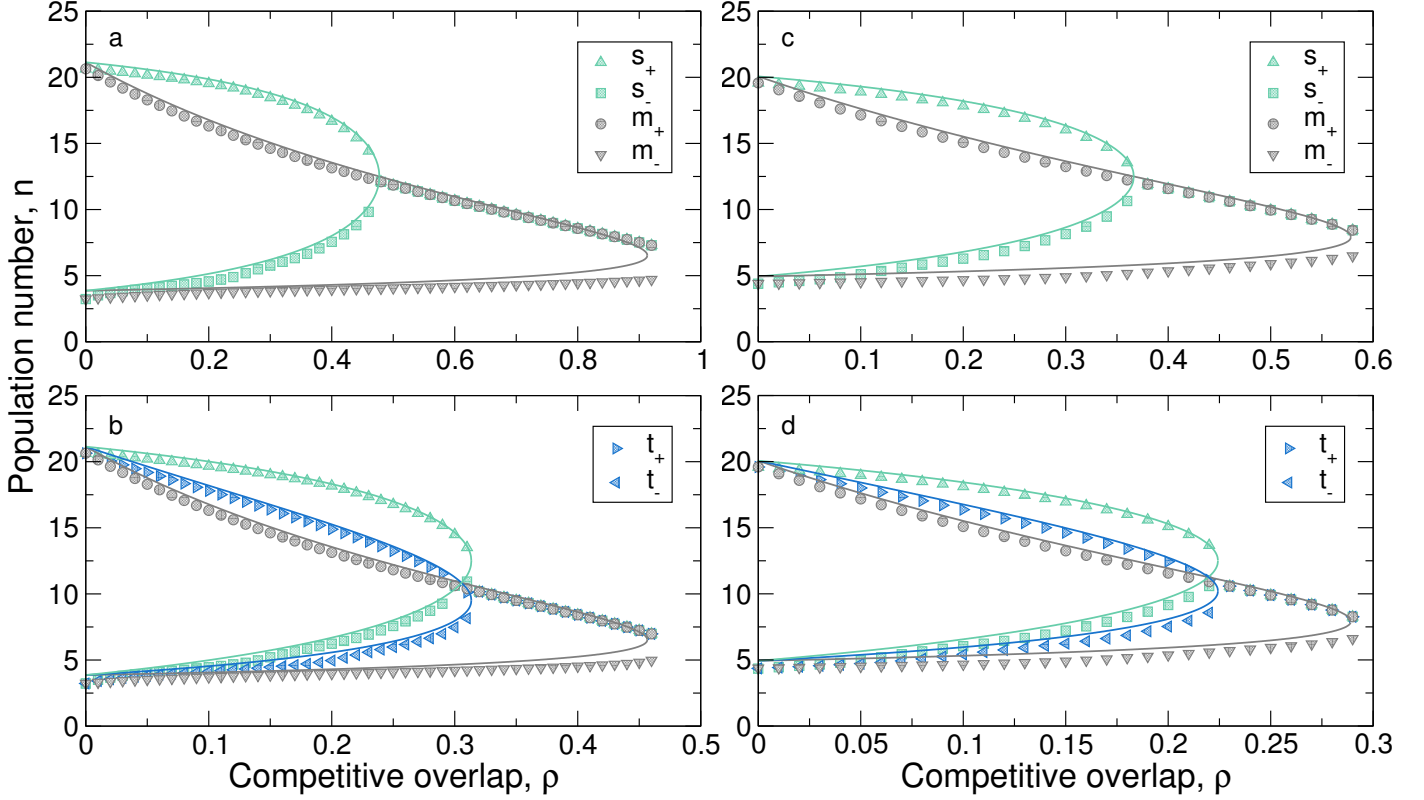 a
s+
s-
m+
m-
25
20
15
10
5
0
0 0.2 0.4 0.6 0.8 1
c
s+
s-
m+
m-
25
20
15
10
5
0
0 0.1 0.2 0.3 0.4 0.5 0.6
b
t+
t-
25
20
15
10
5
0
0 0.1 0.2 0.3 0.4 0.5
d
t+
t-
25
20
15
10
5
0
0 0.05 0.1 0.15 0.2 0.25 0.3
Population number, n
Competitive overlap, ρ
Competitive overlap, ρ